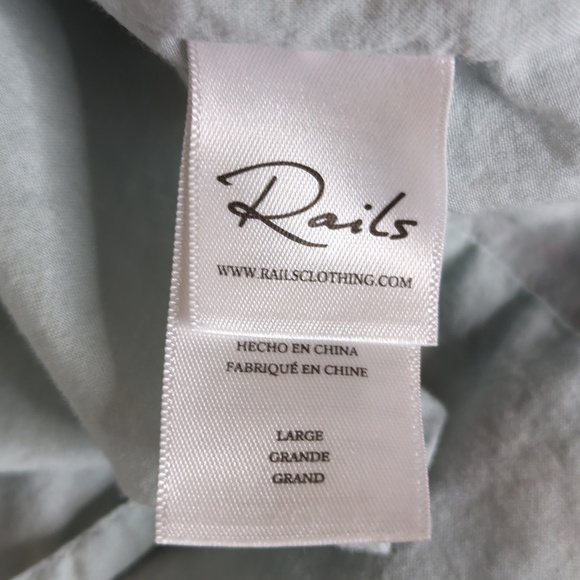 Rails
WWW.RAILSCLOTHING.COM
HECHO EN CHINA
FABRIQUÉ EN CHINE
LARGE
GRANDE
GRAND